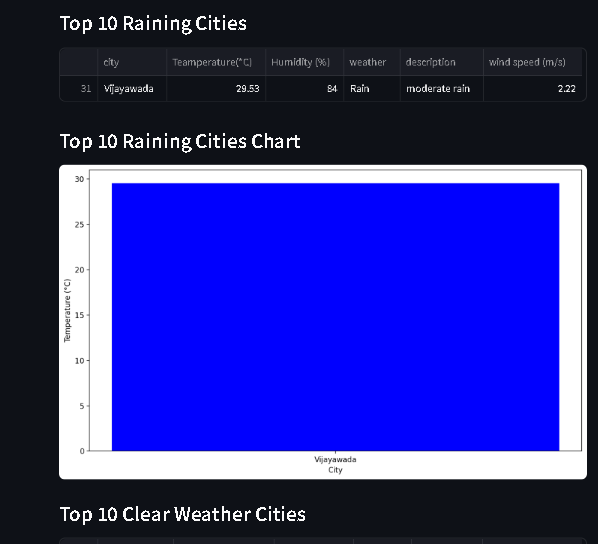 Top 10 Raining Cities
city Teamperature(°C) Humidity (%) weather description wind speed (m/s)
31 Vijayawada 29.53 84 Rain moderate rain 2.22
Top 10 Raining Cities Chart
30
25
20
15
10
5
0
Temperature (°C)
Vijayawada
City
Top 10 Clear Weather Cities